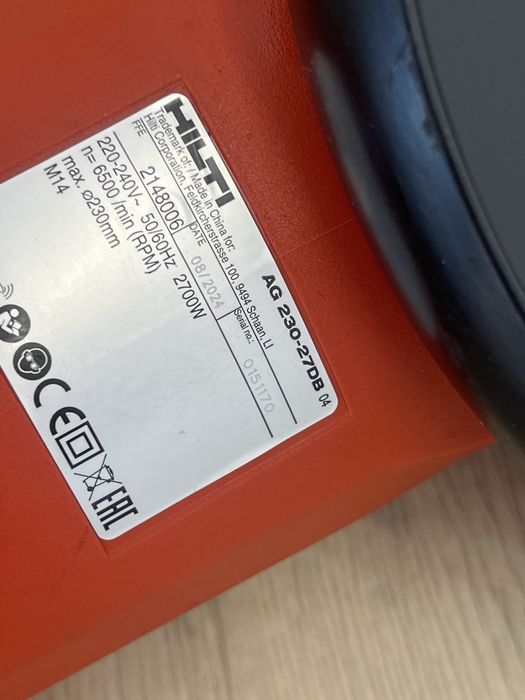 HILTI
AG 230-27DB 04
Trademark of: / Made in China for:
Hilti Corporation, Feldkircherstrasse 100, 9494 Schaan, LI
FFE DATE Serial no.:
2148006/ 08/2024 0151170
220-240V~ 50/60Hz 2700W
n= 6500 /min (RPM)
max. ⌀230mm
M14
CE
EAC